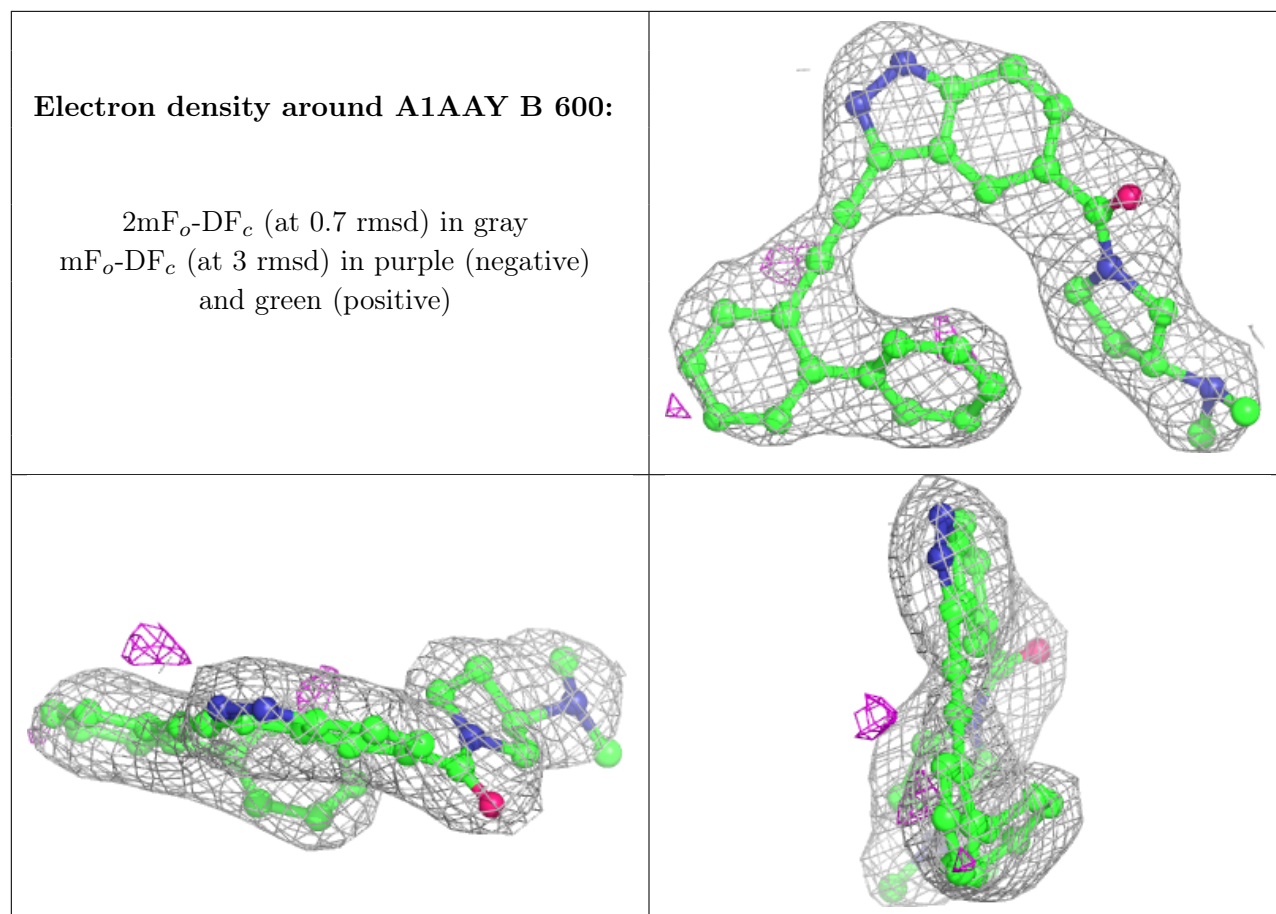 Electron density around A1AAY B 600:
2mFo-DFc (at 0.7 rmsd) in gray
mFo-DFc (at 3 rmsd) in purple (negative)
and green (positive)